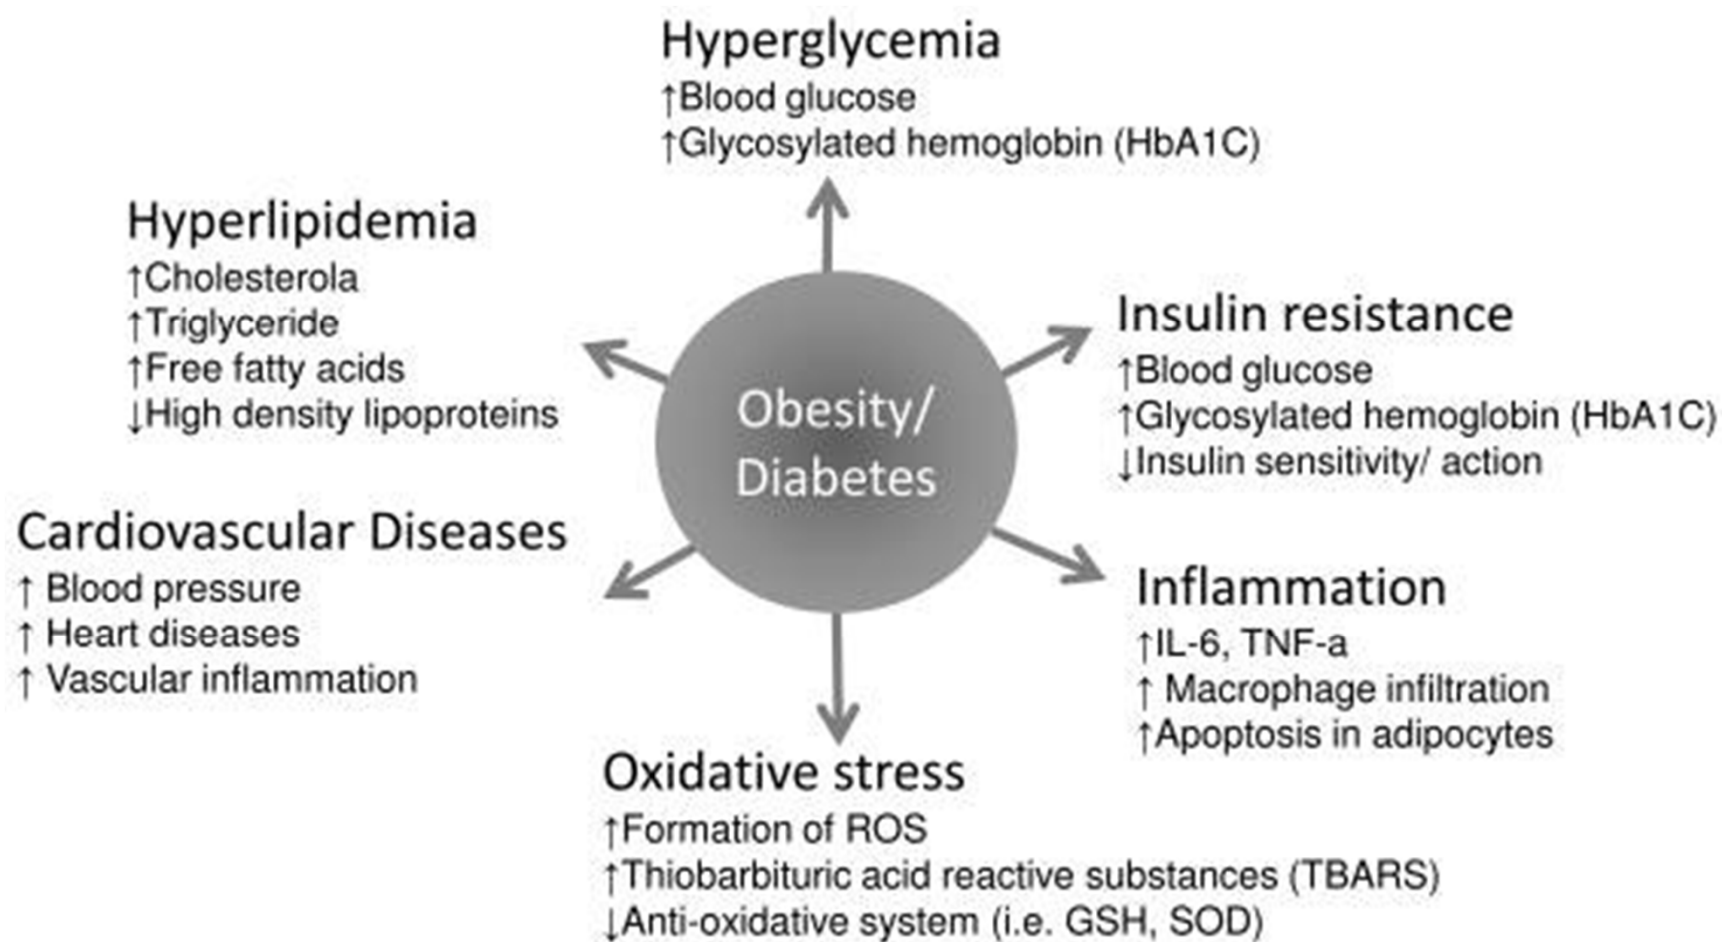 Hyperglycemia
↑Blood glucose
↑Glycosylated hemoglobin (HbA1C)
Hyperlipidemia
↑Cholesterola
↑Triglyceride
↑Free fatty acids
↓High density lipoproteins
Insulin resistance
↑Blood glucose
↑Glycosylated hemoglobin (HbA1C)
↓Insulin sensitivity/ action
Obesity/
Diabetes
Cardiovascular Diseases
↑ Blood pressure
↑ Heart diseases
↑ Vascular inflammation
Inflammation
↑IL-6, TNF-a
↑ Macrophage infiltration
↑Apoptosis in adipocytes
Oxidative stress
↑Formation of ROS
↑Thiobarbituric acid reactive substances (TBARS)
↓Anti-oxidative system (i.e. GSH, SOD)